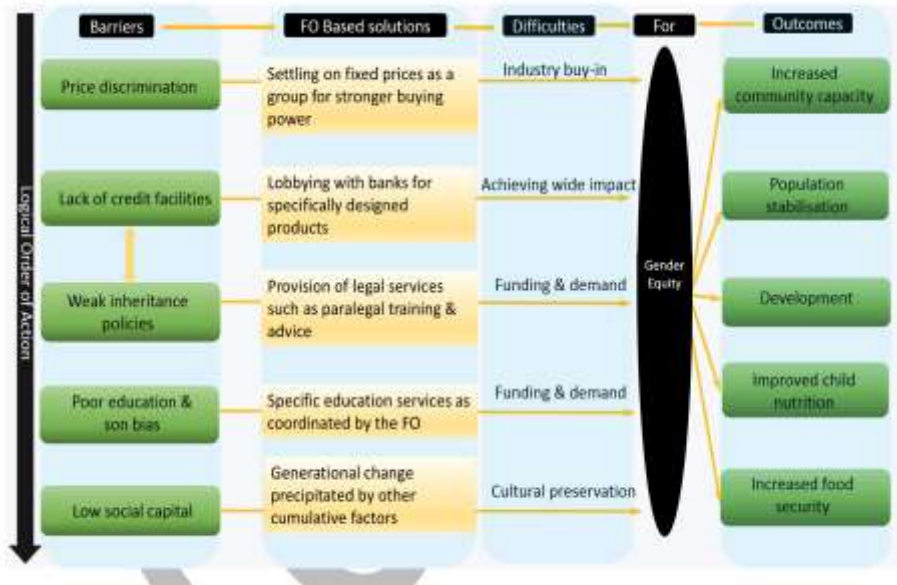 Barriers
FO Based solutions
Difficulties
For
Outcomes
Logical Order of Action
Price discrimination
Settling on fixed prices as a
group for stronger buying
power
Industry buy-in
Increased
community capacity
Lack of credit facilities
Lobbying with banks for
specifically designed
products
Achieving wide impact
Population
stabilisation
Weak inheritance
policies
Provision of legal services
such as paralegal training &
advice
Funding & demand
Gender
Equity
Development
Poor education &
son bias
Specific education services as
coordinated by the FO
Funding & demand
Improved child
nutrition
Low social capital
Generational change
precipitated by other
cumulative factors
Cultural preservation
Increased food
security